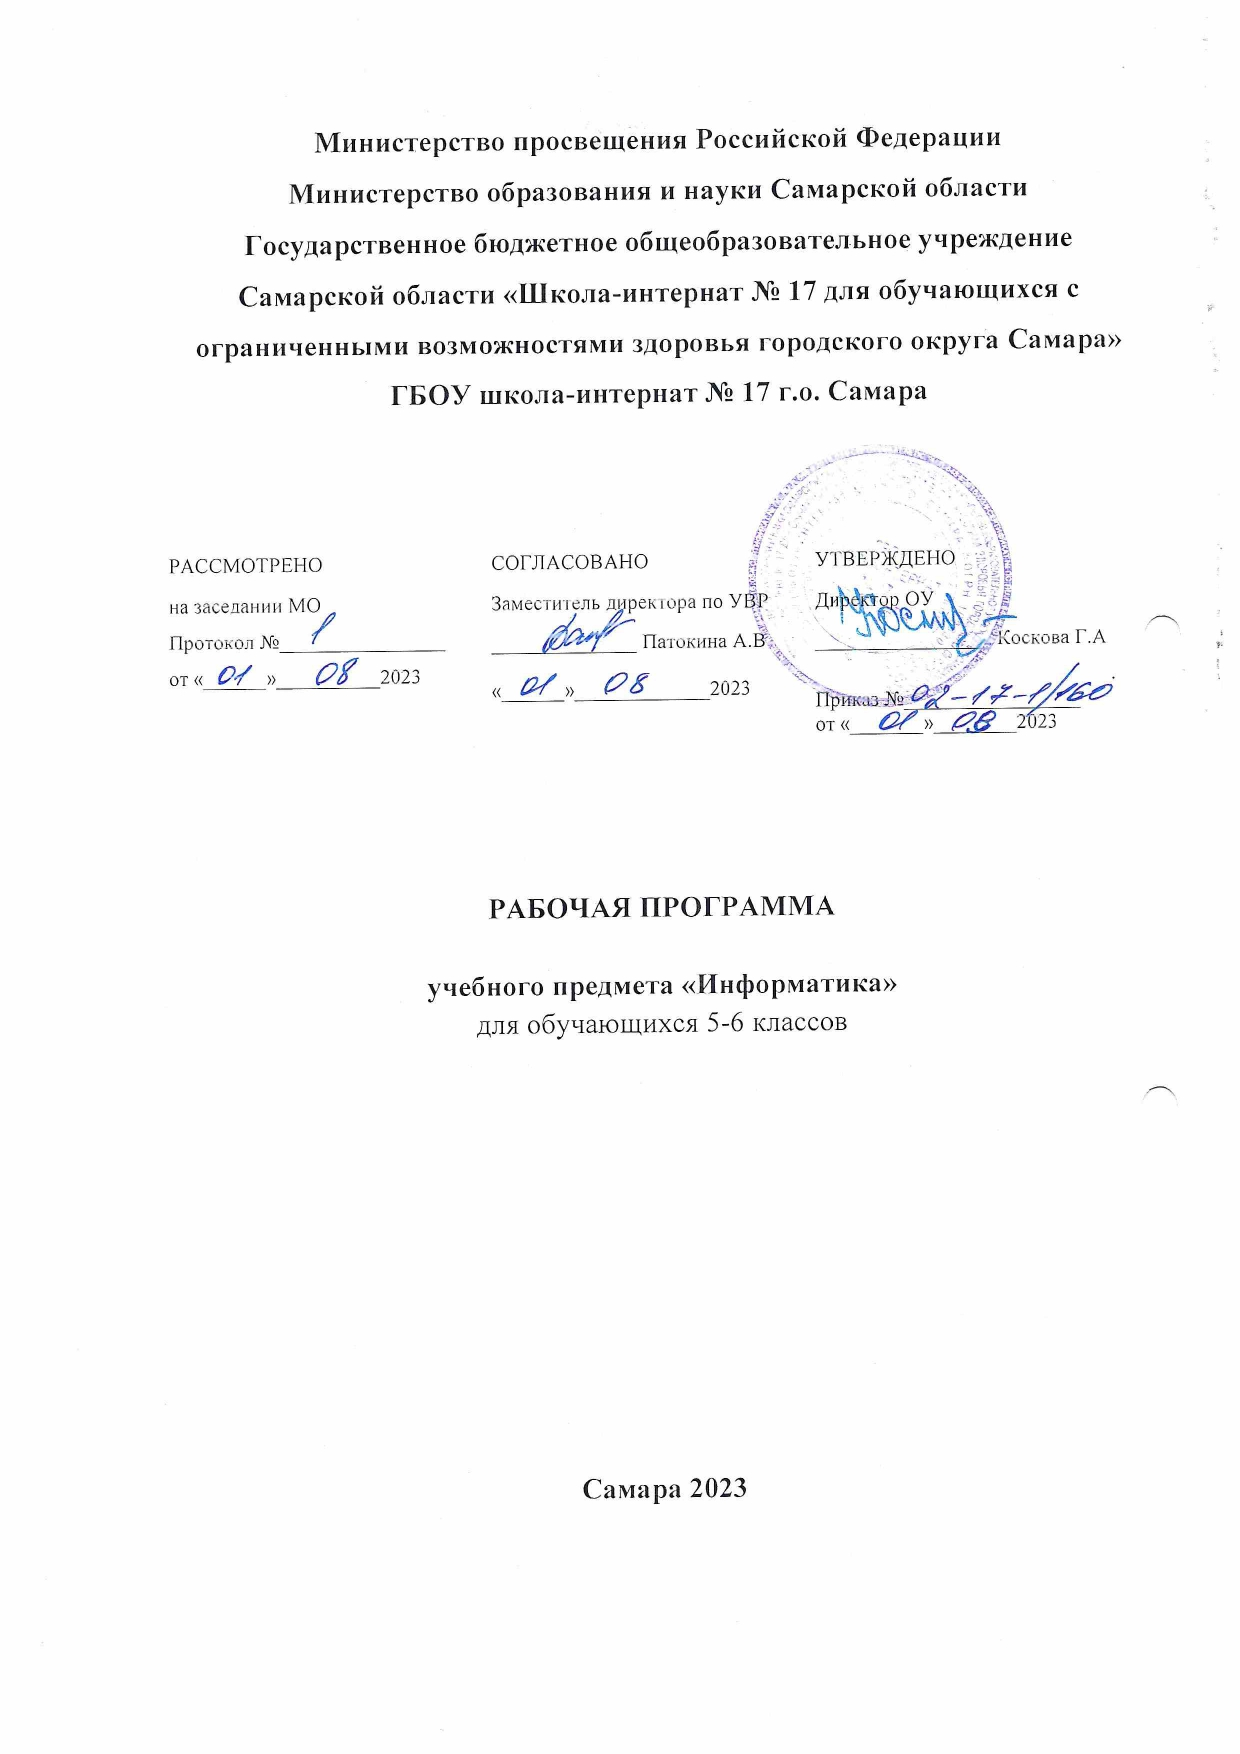 Министерство просвещения Российской Федерации
Министерство образования и науки Самарской области
Государственное бюджетное общеобразовательное учреждение
Самарской области «Школа-интернат № 17 для обучающихся с
ограниченными возможностями здоровья городского округа Самара»
ГБОУ школа-интернат № 17 г.о. Самара
РАССМОТРЕНО
на заседании МО
Протокол № 1
от « 01 » 08 2023
СОГЛАСОВАНО
Заместитель директора по УВР
Патокина А.В
« 01 » 08 2023
УТВЕРЖДЕНО
Директор ОУ
Коскова Г.А
Приказ № 02-17-1/160
от « 01 » 08 2023
РАБОЧАЯ ПРОГРАММА
учебного предмета «Информатика»
для обучающихся 5-6 классов
Самара 2023